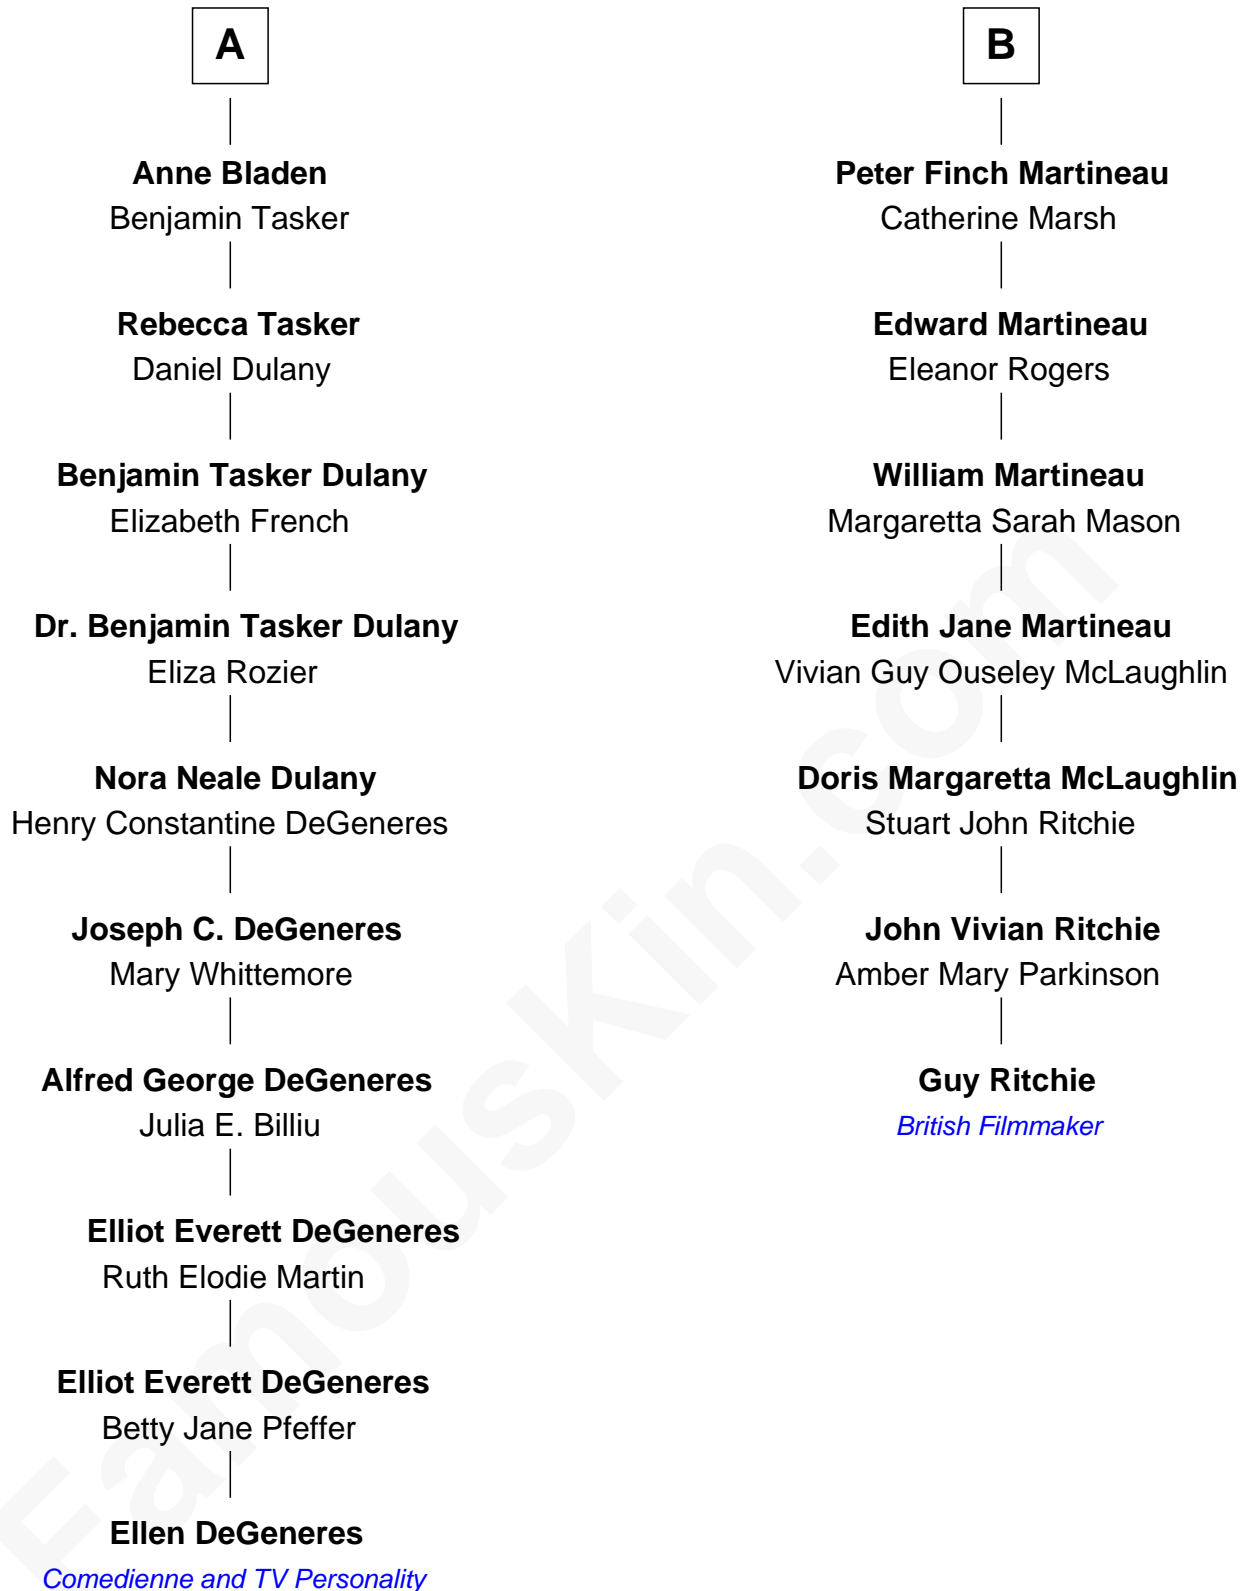 A
Anne Bladen
Benjamin Tasker
Rebecca Tasker
Daniel Dulany
Benjamin Tasker Dulany
Elizabeth French
Dr. Benjamin Tasker Dulany
Eliza Rozier
Nora Neale Dulany
Henry Constantine DeGeneres
Joseph C. DeGeneres
Mary Whittemore
Alfred George DeGeneres
Julia E. Billiu
Elliot Everett DeGeneres
Ruth Elodie Martin
Elliot Everett DeGeneres
Betty Jane Pfeffer
Ellen DeGeneres
Comedienne and TV Personality
B
Peter Finch Martineau
Catherine Marsh
Edward Martineau
Eleanor Rogers
William Martineau
Margaretta Sarah Mason
Edith Jane Martineau
Vivian Guy Ouseley McLaughlin
Doris Margaretta McLaughlin
Stuart John Ritchie
John Vivian Ritchie
Amber Mary Parkinson
Guy Ritchie
British Filmmaker
FamousKin.com